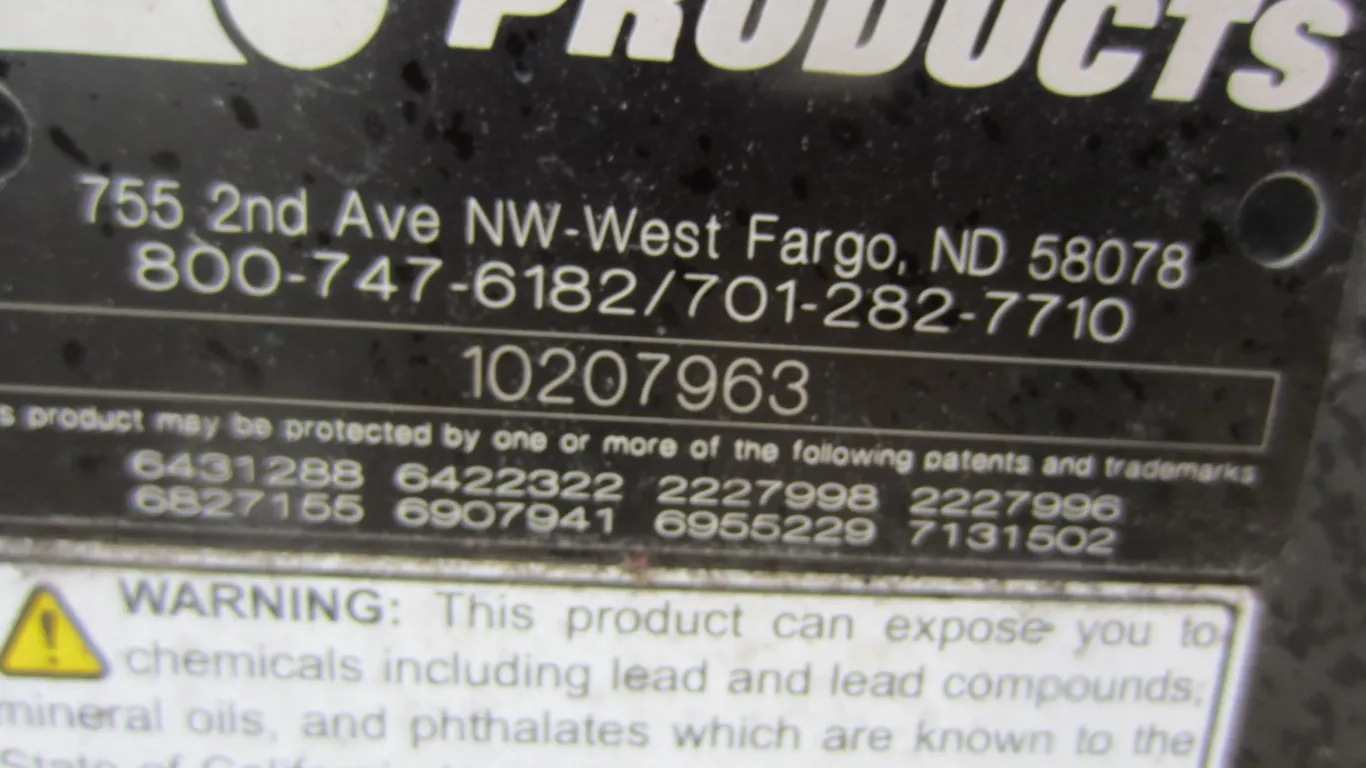 PRODUCTS
755 2nd Ave NW-West Fargo, ND 58078
800-747-6182/701-282-7710
10207963
s product may be protected by one or more of the following patents and trademarks
6431288 6422322 2227998 2227996
6827155 6907941 6955229 7131502
WARNING: This product can expose you to
chemicals including lead and lead compounds,
mineral oils, and phthalates which are known to the
State of California